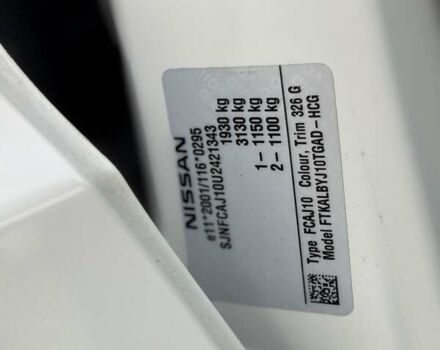 NISSAN
e11*2001/116*0295
SJNFCAJ10U2421343
1930 kg
3130 kg
1– 1150 kg
2– 1100 kg
Type FCAJ10 Colour, Trim 326 G
Model FTKALBYJ10TGAD–HCG